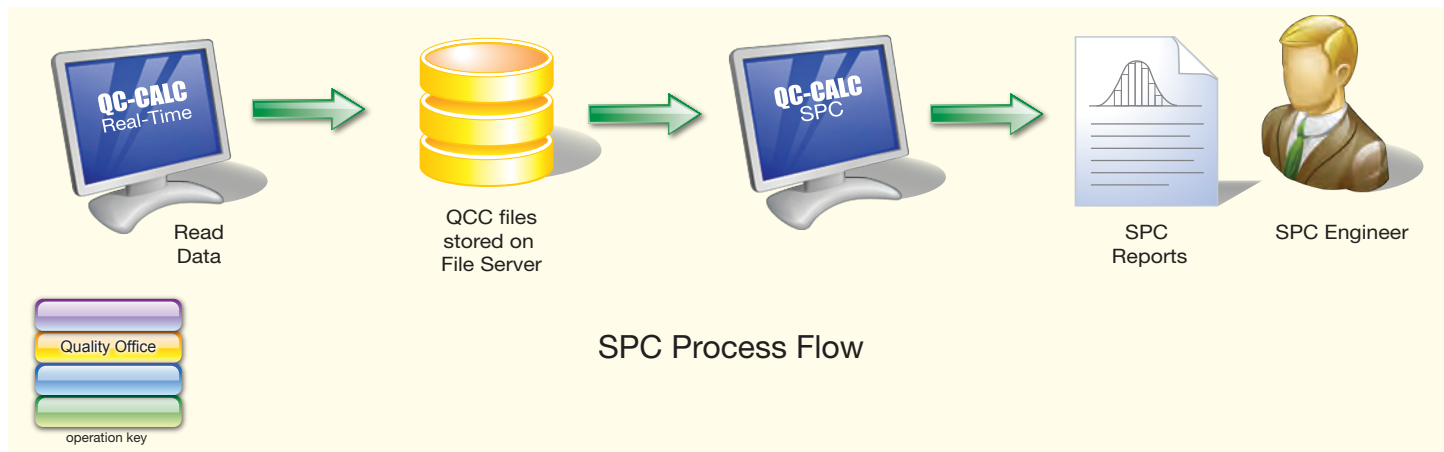 QC-CALC
Real-Time
QC-CALC
SPC
Read
Data
QCC files
stored on
File Server
SPC
Reports
SPC Engineer
Quality Office
operation key
SPC Process Flow